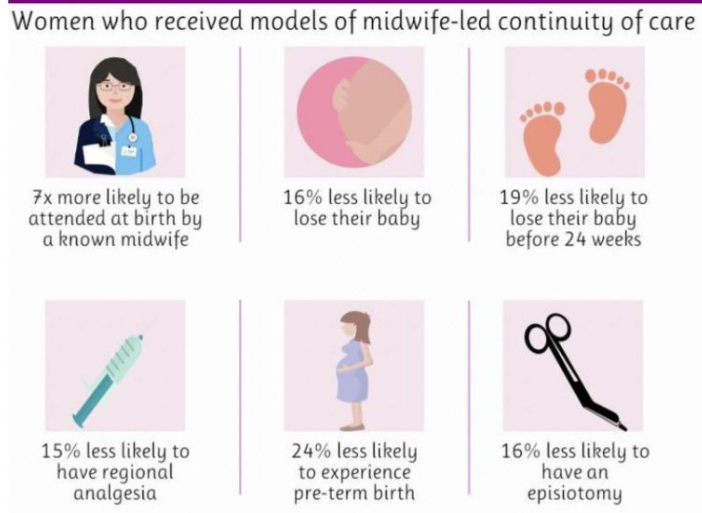 Women who received models of midwife-led continuity of care
7x more likely to be
attended at birth by
a known midwife
16% less likely to
lose their baby
19% less likely to
lose their baby
before 24 weeks
15% less likely to
have regional
analgesia
24% less likely
to experience
pre-term birth
16% less likely to
have an
episiotomy